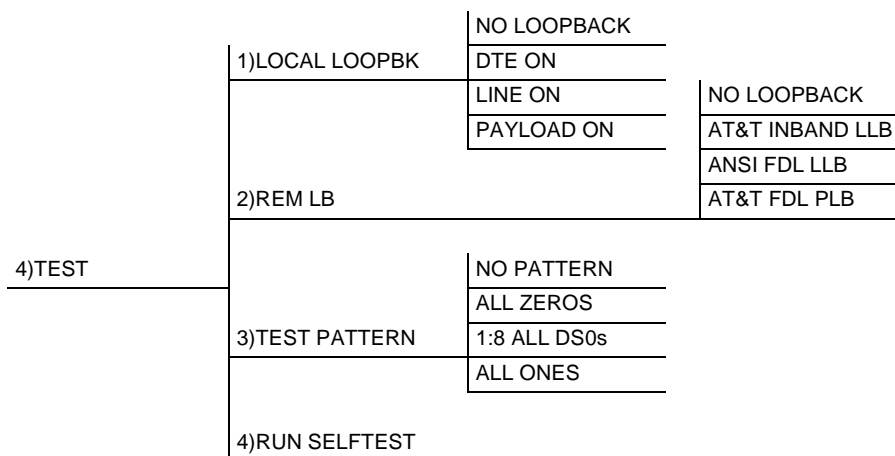 4)TEST
1)LOCAL LOOPBK
NO LOOPBACK
DTE ON
LINE ON
PAYLOAD ON
2)REM LB
NO LOOPBACK
AT&T INBAND LLB
ANSI FDL LLB
AT&T FDL PLB
3)TEST PATTERN
NO PATTERN
ALL ZEROS
1:8 ALL DS0s
ALL ONES
4)RUN SELFTEST